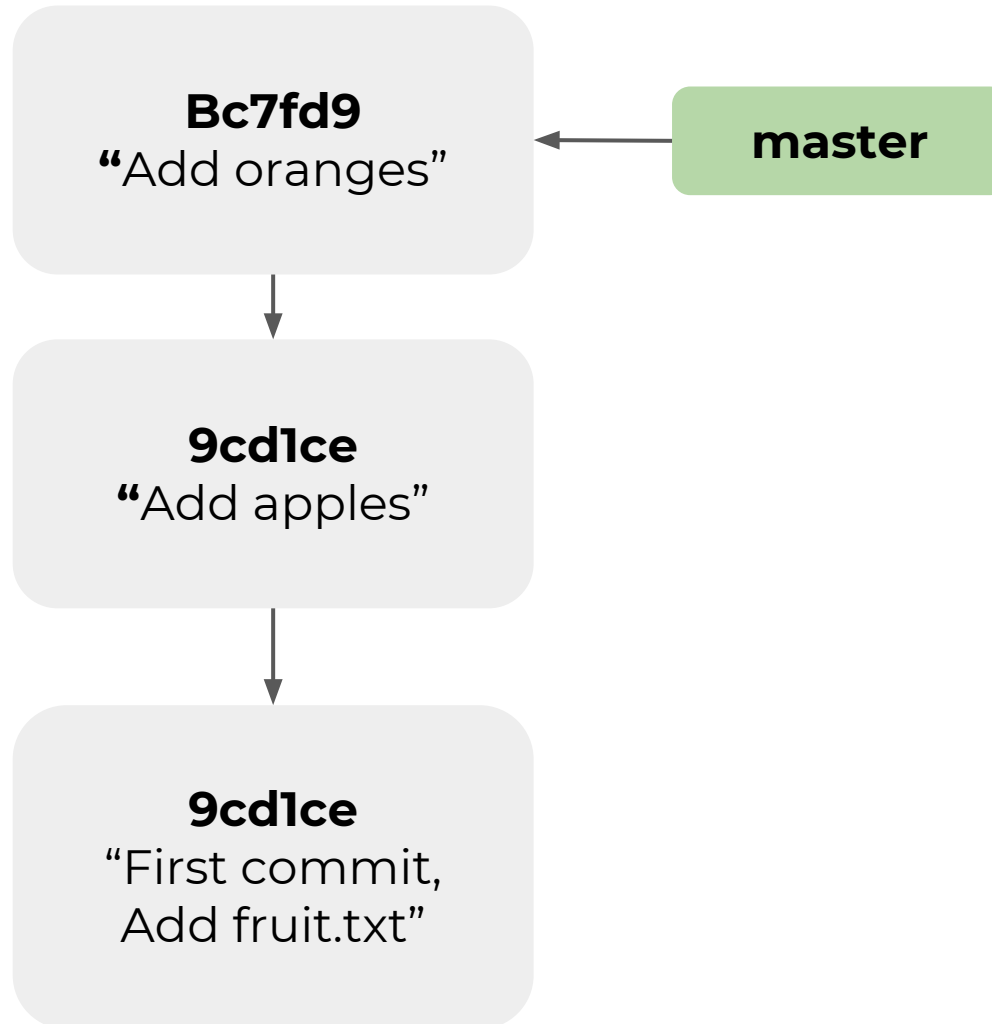 Bc7fd9
“Add oranges”
master
9cd1ce
“Add apples”
9cd1ce
“First commit,
Add fruit.txt”